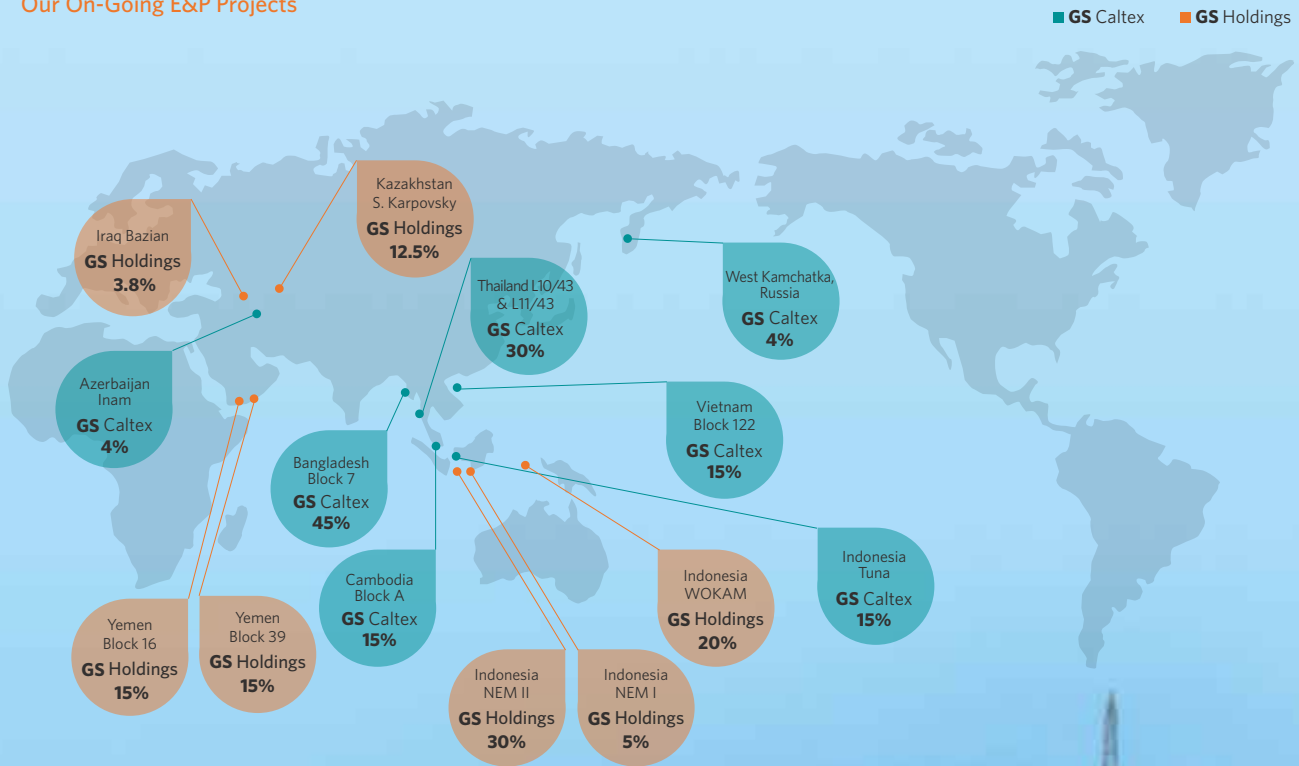 Our On-Going E&P Projects
GS Caltex
GS Holdings
Kazakhstan
S. Karpovsky
GS Holdings
12.5%
Iraq Bazian
GS Holdings
3.8%
Thailand L10/43
& L11/43
GS Caltex
30%
West Kamchatka,
Russia
GS Caltex
4%
Azerbaijan
Inam
GS Caltex
4%
Vietnam
Block 122
GS Caltex
15%
Bangladesh
Block 7
GS Caltex
45%
Cambodia
Block A
GS Caltex
15%
Indonesia
Tuna
GS Caltex
15%
Indonesia
WOKAM
GS Holdings
20%
Yemen
Block 16
GS Holdings
15%
Yemen
Block 39
GS Holdings
15%
Indonesia
NEM II
GS Holdings
30%
Indonesia
NEM I
GS Holdings
5%